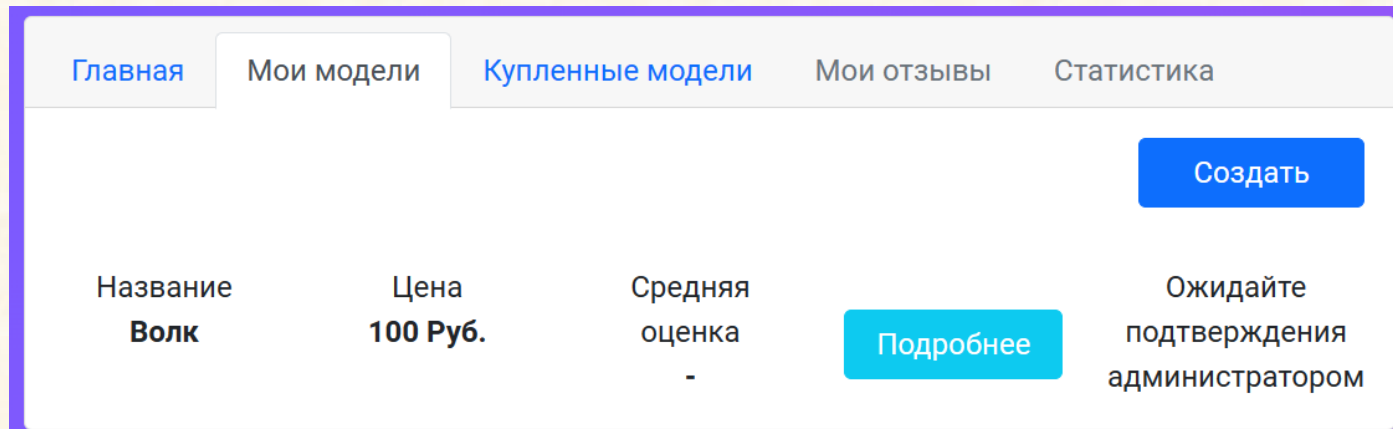 Главная Мои модели Купленные модели Мои отзывы Статистика
Создать
Название
Волк
Цена
100 Руб.
Средняя
оценка
-
Подробнее
Ожидайте
подтверждения
администратором